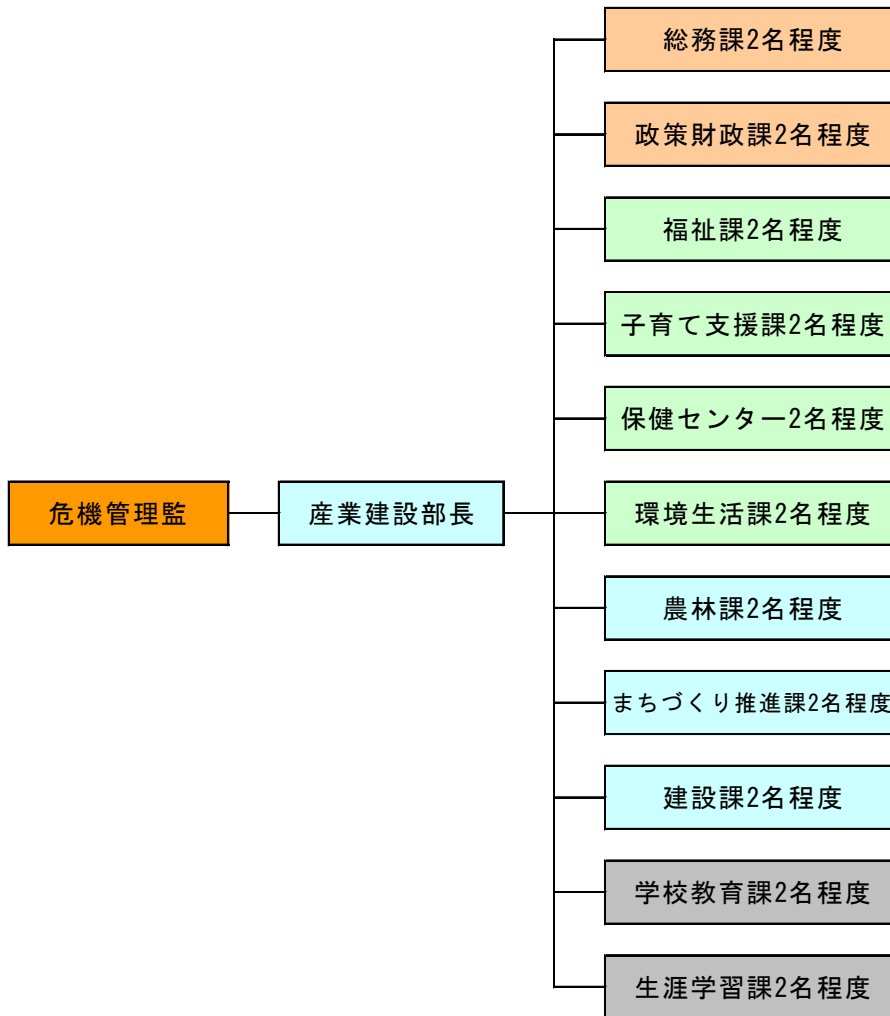 総務課2名程度
政策財政課2名程度
福祉課2名程度
子育て支援課2名程度
保健センター2名程度
危機管理監
産業建設部長
環境生活課2名程度
農林課2名程度
まちづくり推進課2名程度
建設課2名程度
学校教育課2名程度
生涯学習課2名程度